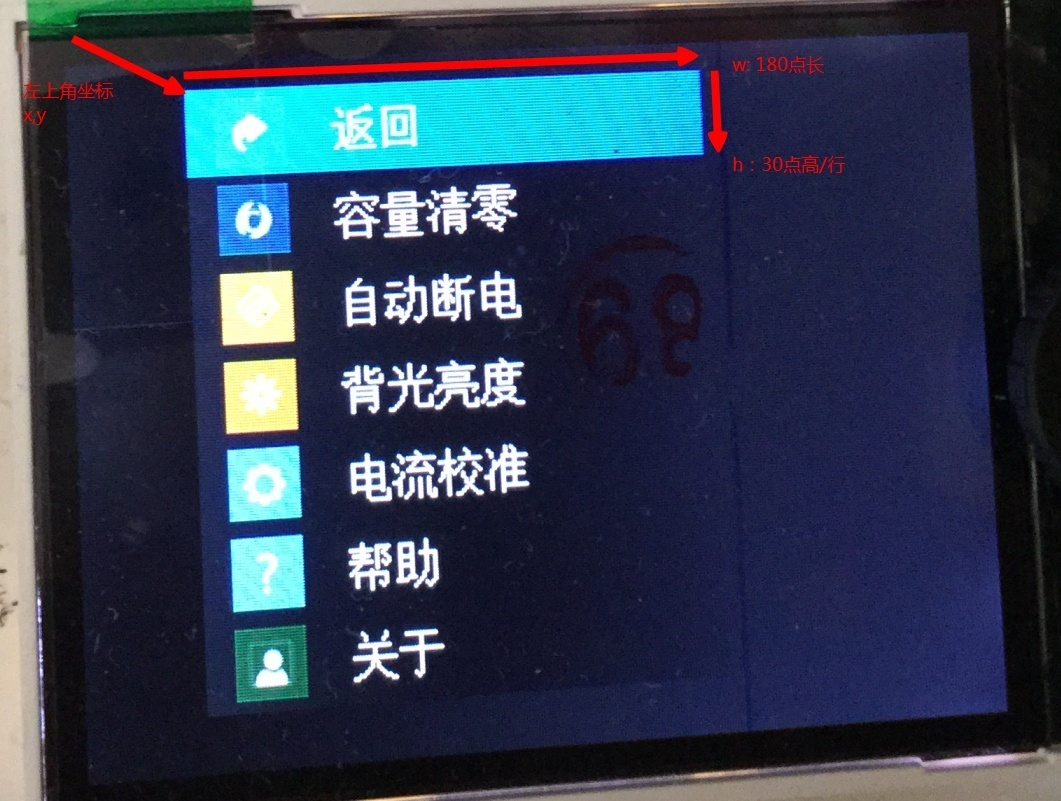 左上角坐标
x,y
w: 180点长
h：30点高/行
返回
容量清零
自动断电
背光亮度
电流校准
? 帮助
关于